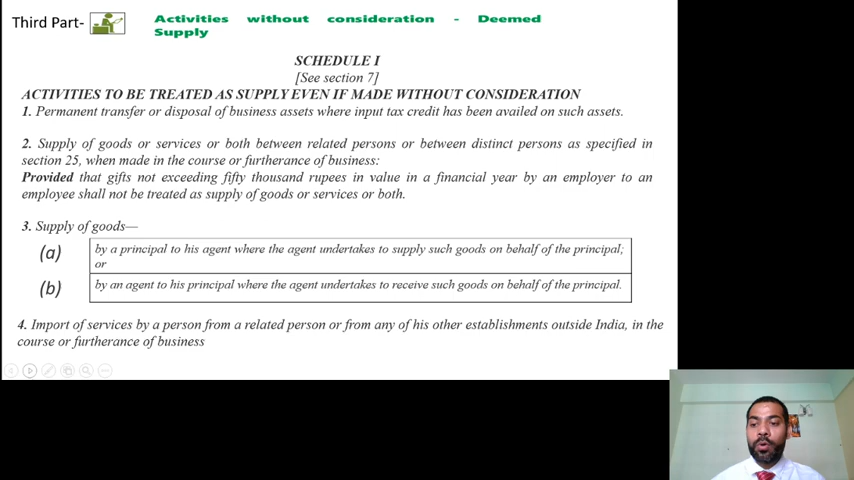 Third Part-
Activities without consideration - Deemed
Supply
SCHEDULE I
[See section 7]
ACTIVITIES TO BE TREATED AS SUPPLY EVEN IF MADE WITHOUT CONSIDERATION
1. Permanent transfer or disposal of business assets where input tax credit has been availed on such assets.
2. Supply of goods or services or both between related persons or between distinct persons as specified in
section 25, when made in the course or furtherance of business:
Provided that gifts not exceeding fifty thousand rupees in value in a financial year by an employer to an
employee shall not be treated as supply of goods or services or both.
3. Supply of goods—
(a) by a principal to his agent where the agent undertakes to supply such goods on behalf of the principal;
or
(b) by an agent to his principal where the agent undertakes to receive such goods on behalf of the principal.
4. Import of services by a person from a related person or from any of his other establishments outside India, in the
course or furtherance of business